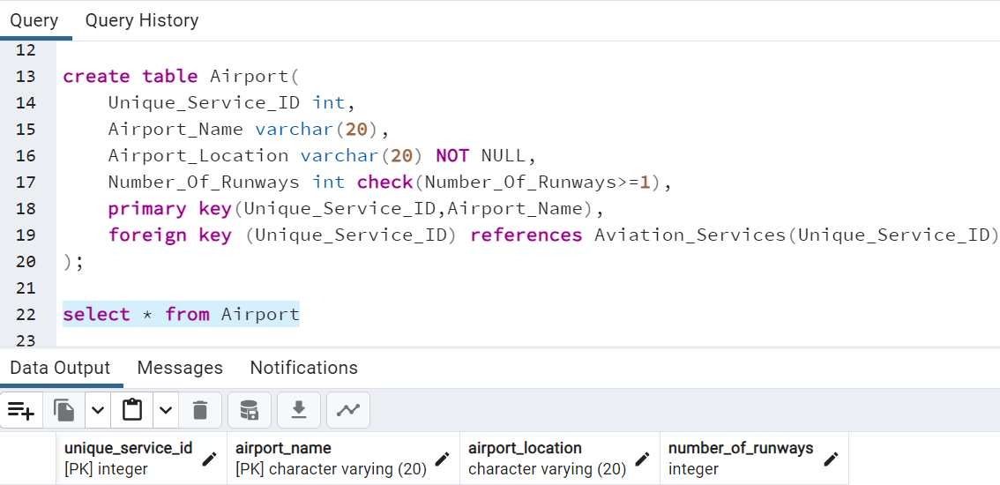 Query Query History
12
13 create table Airport(
14 Unique_Service_ID int,
15 Airport_Name varchar(20),
16 Airport_Location varchar(20) NOT NULL,
17 Number_Of_Runways int check(Number_Of_Runways>=1),
18 primary key(Unique_Service_ID,Airport_Name),
19 foreign key (Unique_Service_ID) references Aviation_Services(Unique_Service_ID)
20 );
21
22 select * from Airport
23
Data Output Messages Notifications
unique_service_id airport_name airport_location number_of_runways
[PK] integer [PK] character varying (20) character varying (20) integer